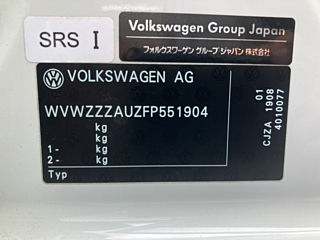 SRS I
Volkswagen Group Japan
フォルクスワーゲン グループ ジャパン 株式会社
VOLKSWAGEN AG
WVWZZZAUZFP551904
kg
kg
1- kg
2- kg
Typ
01
CJZA 1908
4010077